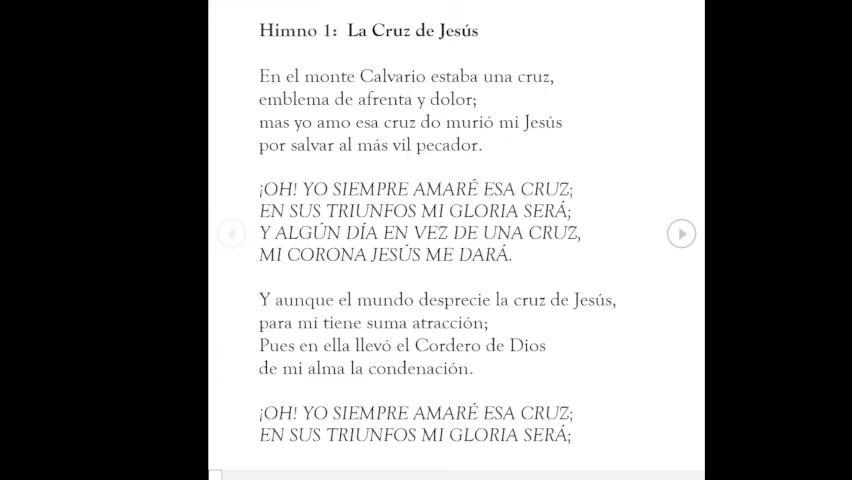 Himno 1: La Cruz de Jesús
En el monte Calvario estaba una cruz,
emblema de afrenta y dolor;
mas yo amo esa cruz do murió mi Jesús
por salvar al más vil pecador.
¡OH! YO SIEMPRE AMARÉ ESA CRUZ;
EN SUS TRIUNFOS MI GLORIA SERÁ;
Y ALGÚN DÍA EN VEZ DE UNA CRUZ,
MI CORONA JESÚS ME DARÁ.
Y aunque el mundo desprecie la cruz de Jesús,
para mí tiene suma atracción;
Pues en ella llevó el Cordero de Dios
de mi alma la condenación.
¡OH! YO SIEMPRE AMARÉ ESA CRUZ;
EN SUS TRIUNFOS MI GLORIA SERÁ;